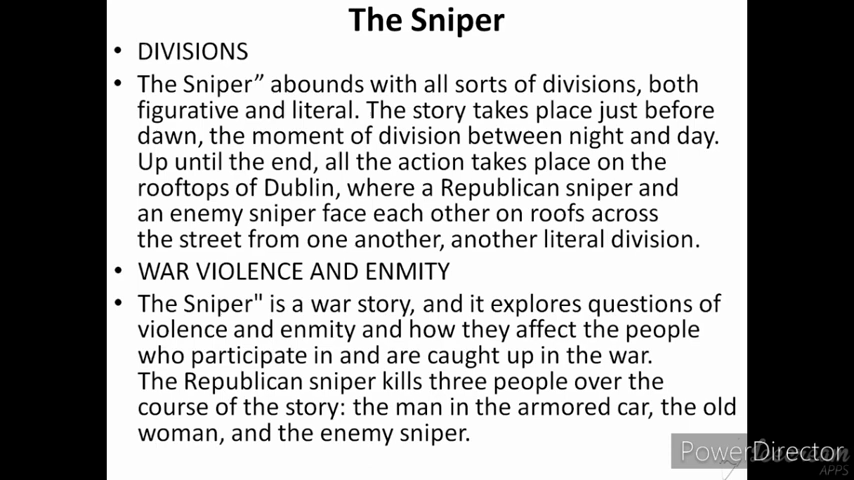 The Sniper
• DIVISIONS
• The Sniper” abounds with all sorts of divisions, both
figurative and literal. The story takes place just before
dawn, the moment of division between night and day.
Up until the end, all the action takes place on the
rooftops of Dublin, where a Republican sniper and
an enemy sniper face each other on roofs across
the street from one another, another literal division.
• WAR VIOLENCE AND ENMITY
• The Sniper" is a war story, and it explores questions of
violence and enmity and how they affect the people
who participate in and are caught up in the war.
The Republican sniper kills three people over the
course of the story: the man in the armored car, the old
woman, and the enemy sniper.
PowerDirector
APPS